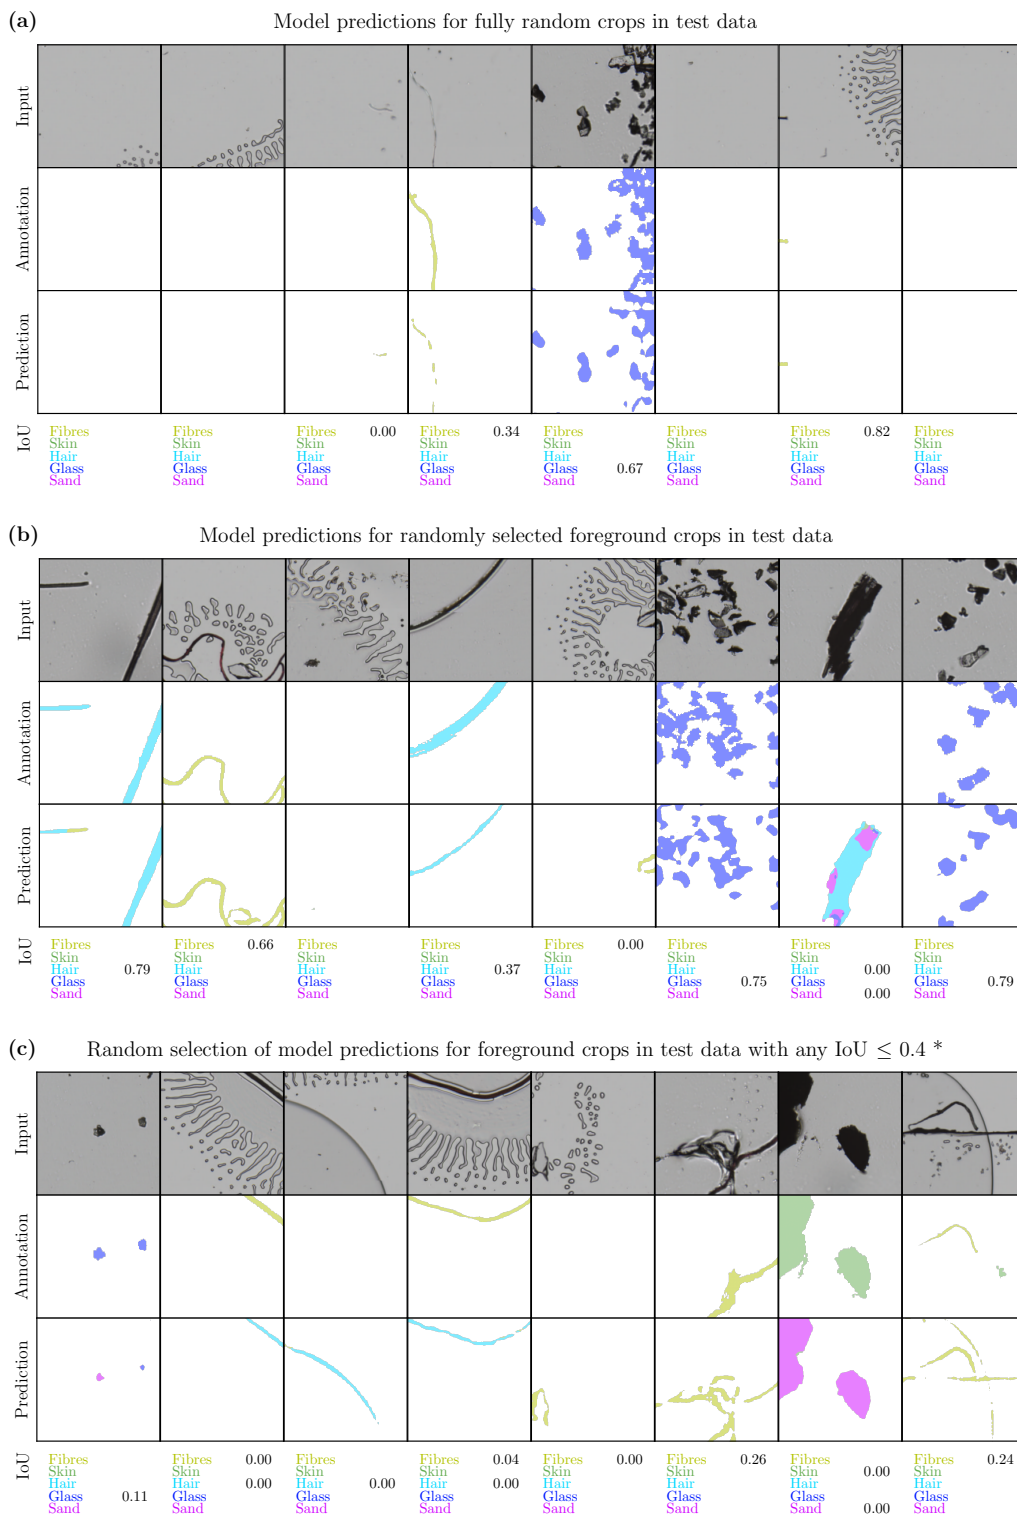 (a) Model predictions for fully random crops in test data
Input
Annotation
Prediction
IoU
Fibres Fibres Fibres 0.00 Fibres 0.34 Fibres Fibres Fibres 0.82 Fibres
Skin Skin Skin Skin Skin Skin Skin Skin
Hair Hair Hair Hair Hair Hair Hair Hair
Glass Glass Glass Glass Glass 0.67 Glass Glass Glass
Sand Sand Sand Sand Sand Sand Sand Sand
(b) Model predictions for randomly selected foreground crops in test data
Input
Annotation
Prediction
IoU
Fibres Fibres 0.66 Fibres Fibres Fibres 0.00 Fibres Fibres Fibres
Skin Skin Skin Skin Skin Skin Skin Skin
Hair 0.79 Hair Hair Hair 0.37 Hair Hair Hair 0.00 Hair
Glass Glass Glass Glass Glass Glass 0.75 Glass Glass 0.79
Sand Sand Sand Sand Sand Sand Sand 0.00 Sand
(c) Random selection of model predictions for foreground crops in test data with any IoU ≤ 0.4 *
Input
Annotation
Prediction
IoU
Fibres Fibres 0.00 Fibres Fibres 0.04 Fibres 0.00 Fibres 0.26 Fibres Fibres 0.24
Skin Skin Skin Skin Skin Skin Skin 0.00 Skin
Hair Hair 0.00 Hair 0.00 Hair 0.00 Hair Hair Hair Hair
Glass 0.11 Glass Glass Glass Glass Glass Glass Glass
Sand Sand Sand Sand Sand Sand Sand 0.00 Sand